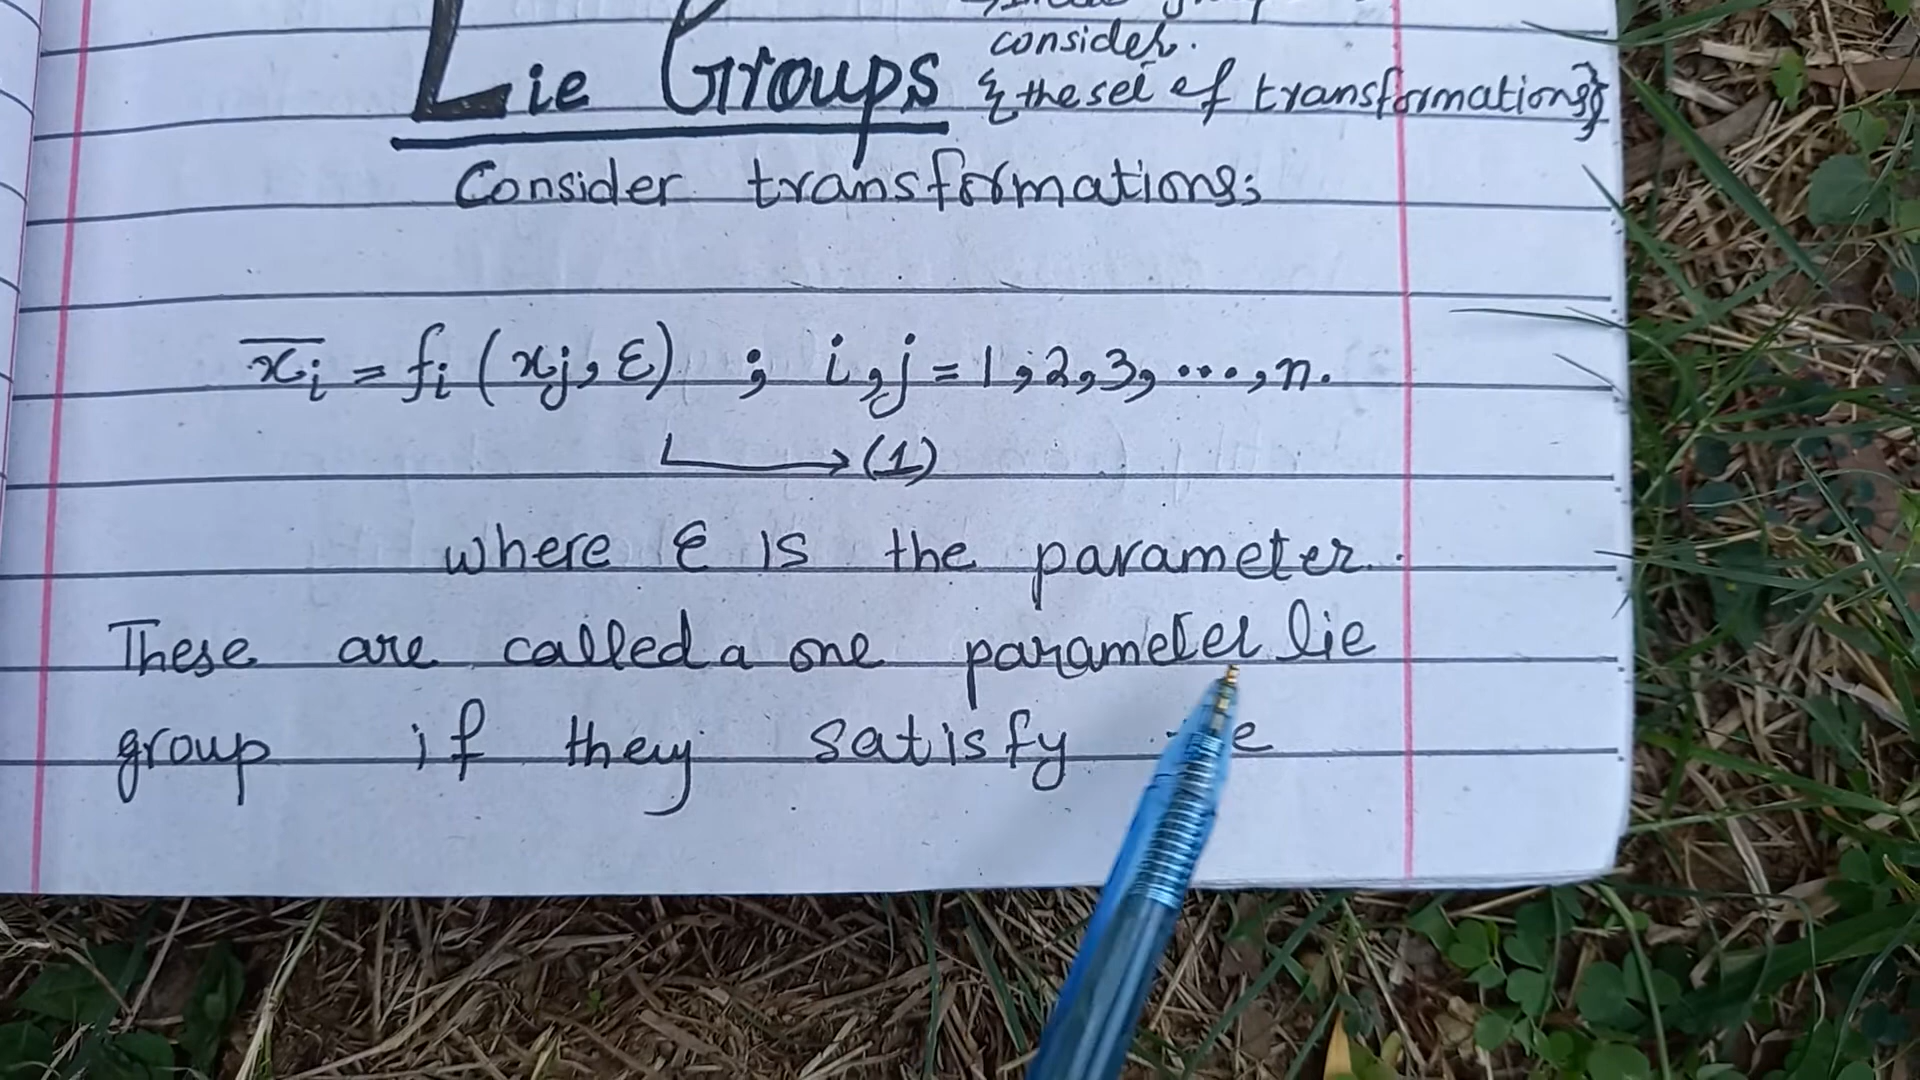 consider.
Lie Groups {the set of transformations}
Consider transformations;
x̄i = fi (xj, ε) ; i, j = 1, 2, 3, ..., n.
→ (1)
where ε is the parameter.
These are called a one parameter lie
group if they satisfy